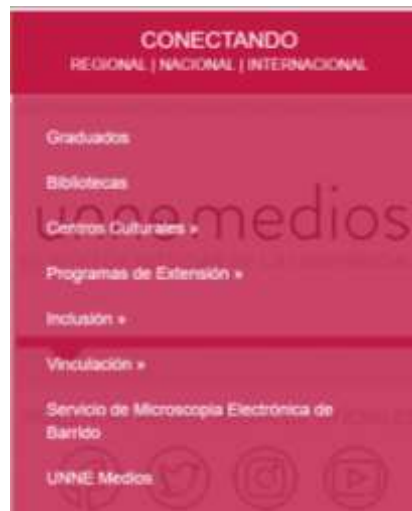 CONECTANDO
REGIONAL | NACIONAL | INTERNACIONAL
Graduados
Bibliotecas
unnemedios
Centros Culturales »
Programas de Extensión »
Inclusión »
Vinculación »
Servicio de Microscopia Electrónica de
Barrido
UNNE Medios